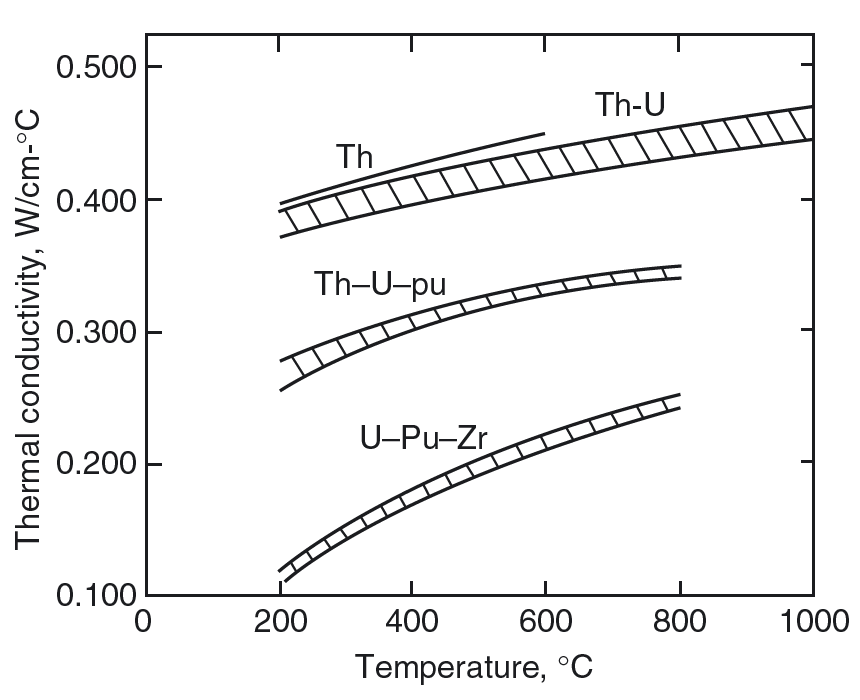 Thermal conductivity, W/cm-°C
0.500
0.400
0.300
0.200
0.100
Th-U
Th
Th–U–pu
U–Pu–Zr
0 200 400 600 800 1000
Temperature, °C